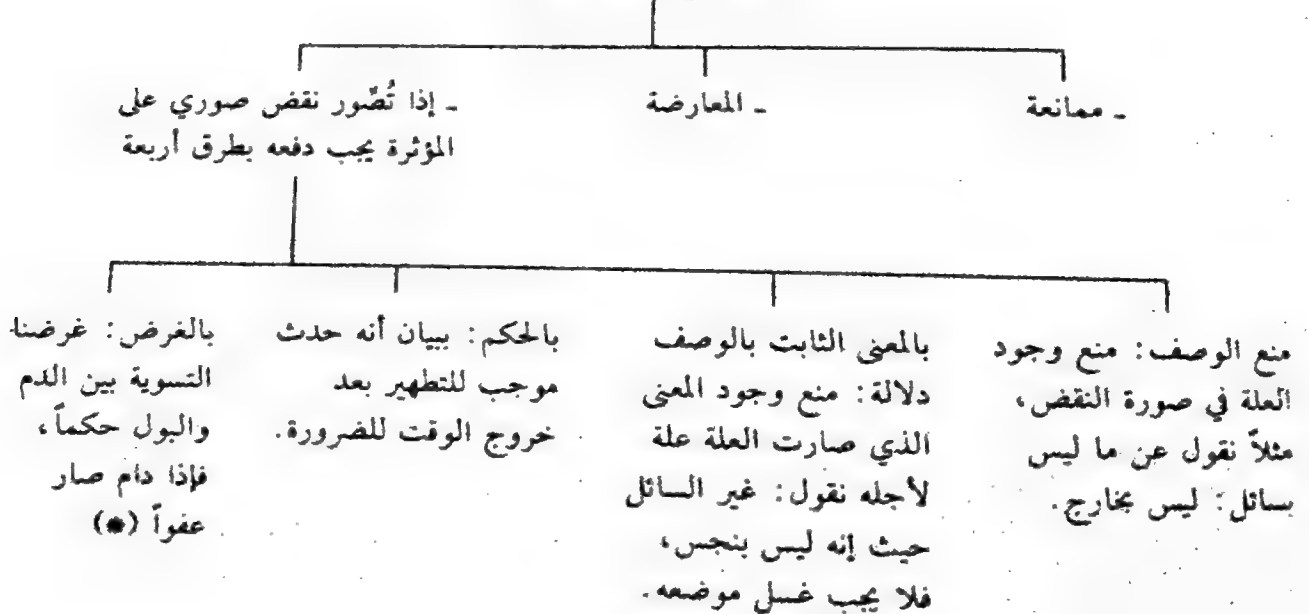 - ممانعة
- المعارضة
- إذا تُصِّور نقض صوري على
المؤثرة يجب دفعه بطرق أربعة
منع الوصف: منع وجود
العلة في صورة النقض،
مثلاً نقول عن ما ليس
بسائل: ليس بخارج.
بالمعنى الثابت بالوصف
دلالة: منع وجود المعنى
الذي صارت العلة علة
لأجله نقول: غير السائل
حيث إنه ليس بنجس،
فلا يجب غسل موضعه.
بالحكم: ببيان أنه حدث
موجب للتطهير بعد
خروج الوقت للضرورة.
بالغرض: غرضنا
التسوية بين الدم
والبول حكماً،
فإذا دام صار
عفواً (*)